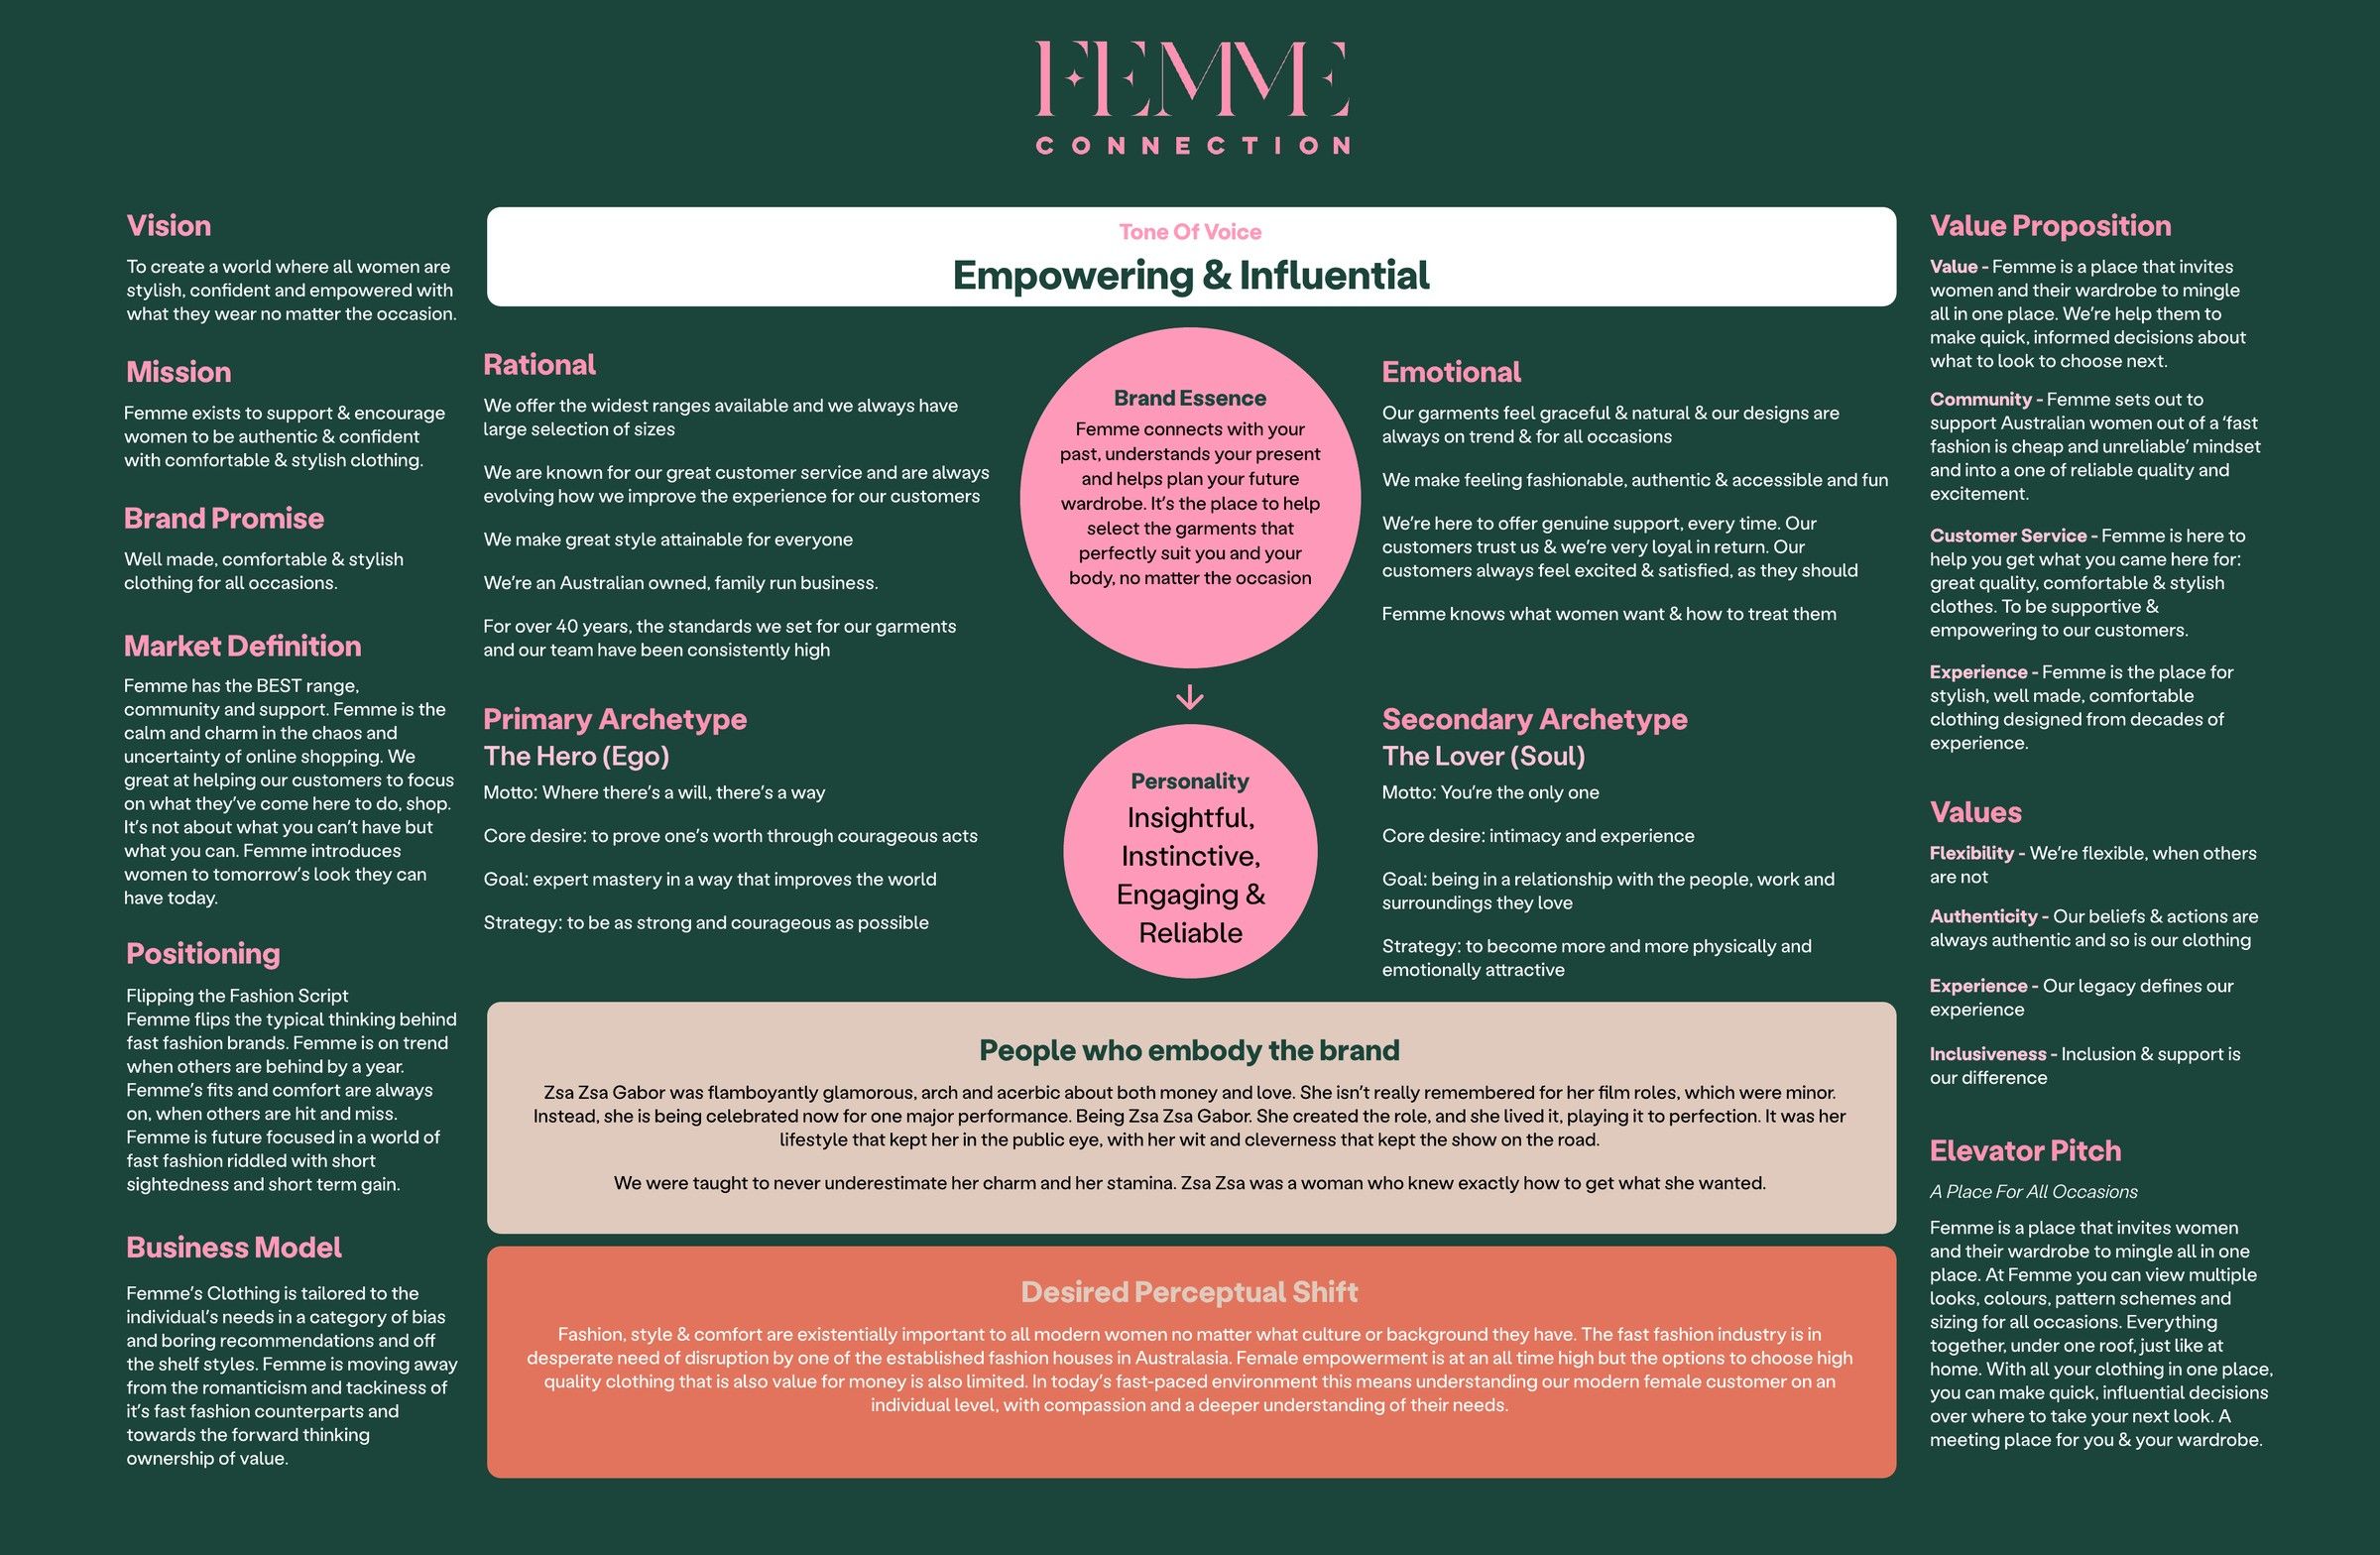 FEMME
CONNECTION
Vision
To create a world where all women are
stylish, confident and empowered with
what they wear no matter the occasion.
Mission
Femme exists to support & encourage
women to be authentic & confident
with comfortable & stylish clothing.
Brand Promise
Well made, comfortable & stylish
clothing for all occasions.
Market Definition
Femme has the BEST range,
community and support. Femme is the
calm and charm in the chaos and
uncertainty of online shopping. We
great at helping our customers to focus
on what they've come here to do, shop.
It's not about what you can't have but
what you can. Femme introduces
women to tomorrow's look they can
have today.
Positioning
Flipping the Fashion Script
Femme flips the typical thinking behind
fast fashion brands. Femme is on trend
when others are behind by a year.
Femme's fits and comfort are always
on, when others are hit and miss.
Femme is future focused in a world of
fast fashion riddled with short
sightedness and short term gain.
Business Model
Femme's Clothing is tailored to the
individual's needs in a category of bias
and boring recommendations and off
the shelf styles. Femme is moving away
from the romanticism and tackiness of
it's fast fashion counterparts and
towards the forward thinking
ownership of value.
Tone Of Voice
Empowering & Influential
Rational
We offer the widest ranges available and we always have
large selection of sizes
We are known for our great customer service and are always
evolving how we improve the experience for our customers
We make great style attainable for everyone
We're an Australian owned, family run business.
For over 40 years, the standards we set for our garments
and our team have been consistently high
Brand Essence
Femme connects with your
past, understands your present
and helps plan your future
wardrobe. It's the place to help
select the garments that
perfectly suit you and your
body, no matter the occasion
Emotional
Our garments feel graceful & natural & our designs are
always on trend & for all occasions
We make feeling fashionable, authentic & accessible and fun
We're here to offer genuine support, every time. Our
customers trust us & we're very loyal in return. Our
customers always feel excited & satisfied, as they should
Femme knows what women want & how to treat them
Primary Archetype
The Hero (Ego)
Motto: Where there's a will, there's a way
Core desire: to prove one's worth through courageous acts
Goal: expert mastery in a way that improves the world
Strategy: to be as strong and courageous as possible
Personality
Insightful,
Instinctive,
Engaging &
Reliable
Secondary Archetype
The Lover (Soul)
Motto: You're the only one
Core desire: intimacy and experience
Goal: being in a relationship with the people, work and
surroundings they love
Strategy: to become more and more physically and
emotionally attractive
People who embody the brand
Zsa Zsa Gabor was flamboyantly glamorous, arch and acerbic about both money and love. She isn't really remembered for her film roles, which were minor.
Instead, she is being celebrated now for one major performance. Being Zsa Zsa Gabor. She created the role, and she lived it, playing it to perfection. It was her
lifestyle that kept her in the public eye, with her wit and cleverness that kept the show on the road.
We were taught to never underestimate her charm and her stamina. Zsa Zsa was a woman who knew exactly how to get what she wanted.
Desired Perceptual Shift
Fashion, style & comfort are existentially important to all modern women no matter what culture or background they have. The fast fashion industry is in
desperate need of disruption by one of the established fashion houses in Australasia. Female empowerment is at an all time high but the options to choose high
quality clothing that is also value for money is also limited. In today's fast-paced environment this means understanding our modern female customer on an
individual level, with compassion and a deeper understanding of their needs.
Value Proposition
Value - Femme is a place that invites
women and their wardrobe to mingle
all in one place. We're help them to
make quick, informed decisions about
what to look to choose next.
Community - Femme sets out to
support Australian women out of a 'fast
fashion is cheap and unreliable' mindset
and into a one of reliable quality and
excitement.
Customer Service - Femme is here to
help you get what you came here for:
great quality, comfortable & stylish
clothes. To be supportive &
empowering to our customers.
Experience - Femme is the place for
stylish, well made, comfortable
clothing designed from decades of
experience.
Values
Flexibility - We're flexible, when others
are not
Authenticity - Our beliefs & actions are
always authentic and so is our clothing
Experience - Our legacy defines our
experience
Inclusiveness - Inclusion & support is
our difference
Elevator Pitch
A Place For All Occasions
Femme is a place that invites women
and their wardrobe to mingle all in one
place. At Femme you can view multiple
looks, colours, pattern schemes and
sizing for all occasions. Everything
together, under one roof, just like at
home. With all your clothing in one place,
you can make quick, influential decisions
over where to take your next look. A
meeting place for you & your wardrobe.